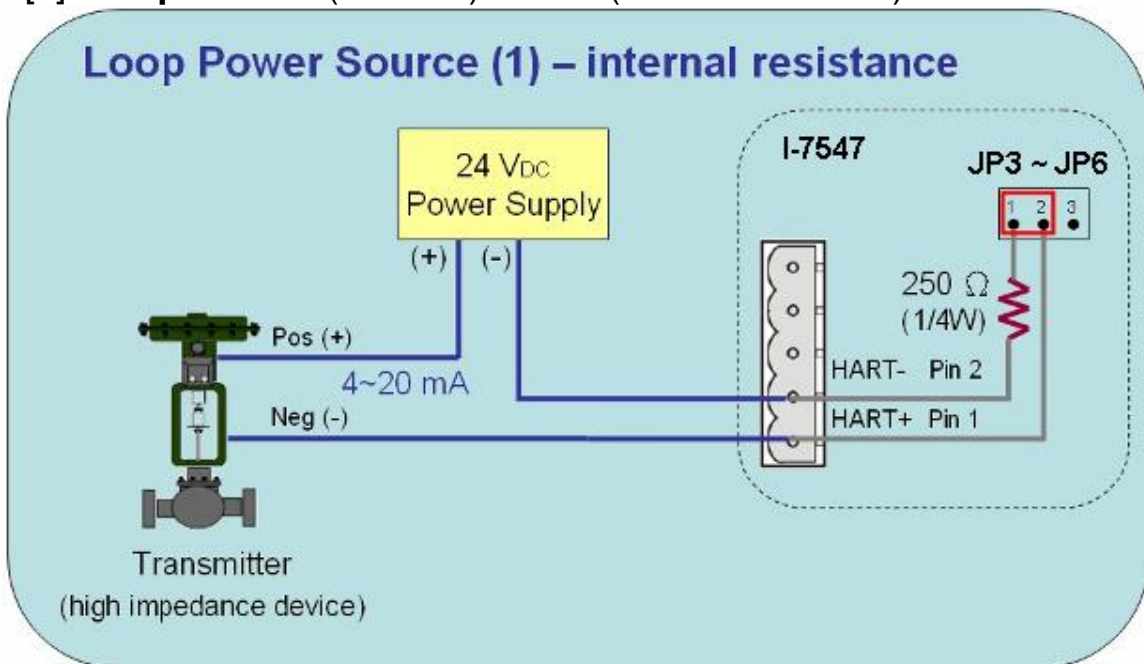 Loop Power Source (1) – internal resistance
I-7547
24 VDC
Power Supply
JP3 ~ JP6
1 2 3
(+) (-)
250 Ω
(1/4W)
Pos (+)
4~20 mA
HART- Pin 2
Neg (-)
HART+ Pin 1
Transmitter
(high impedance device)